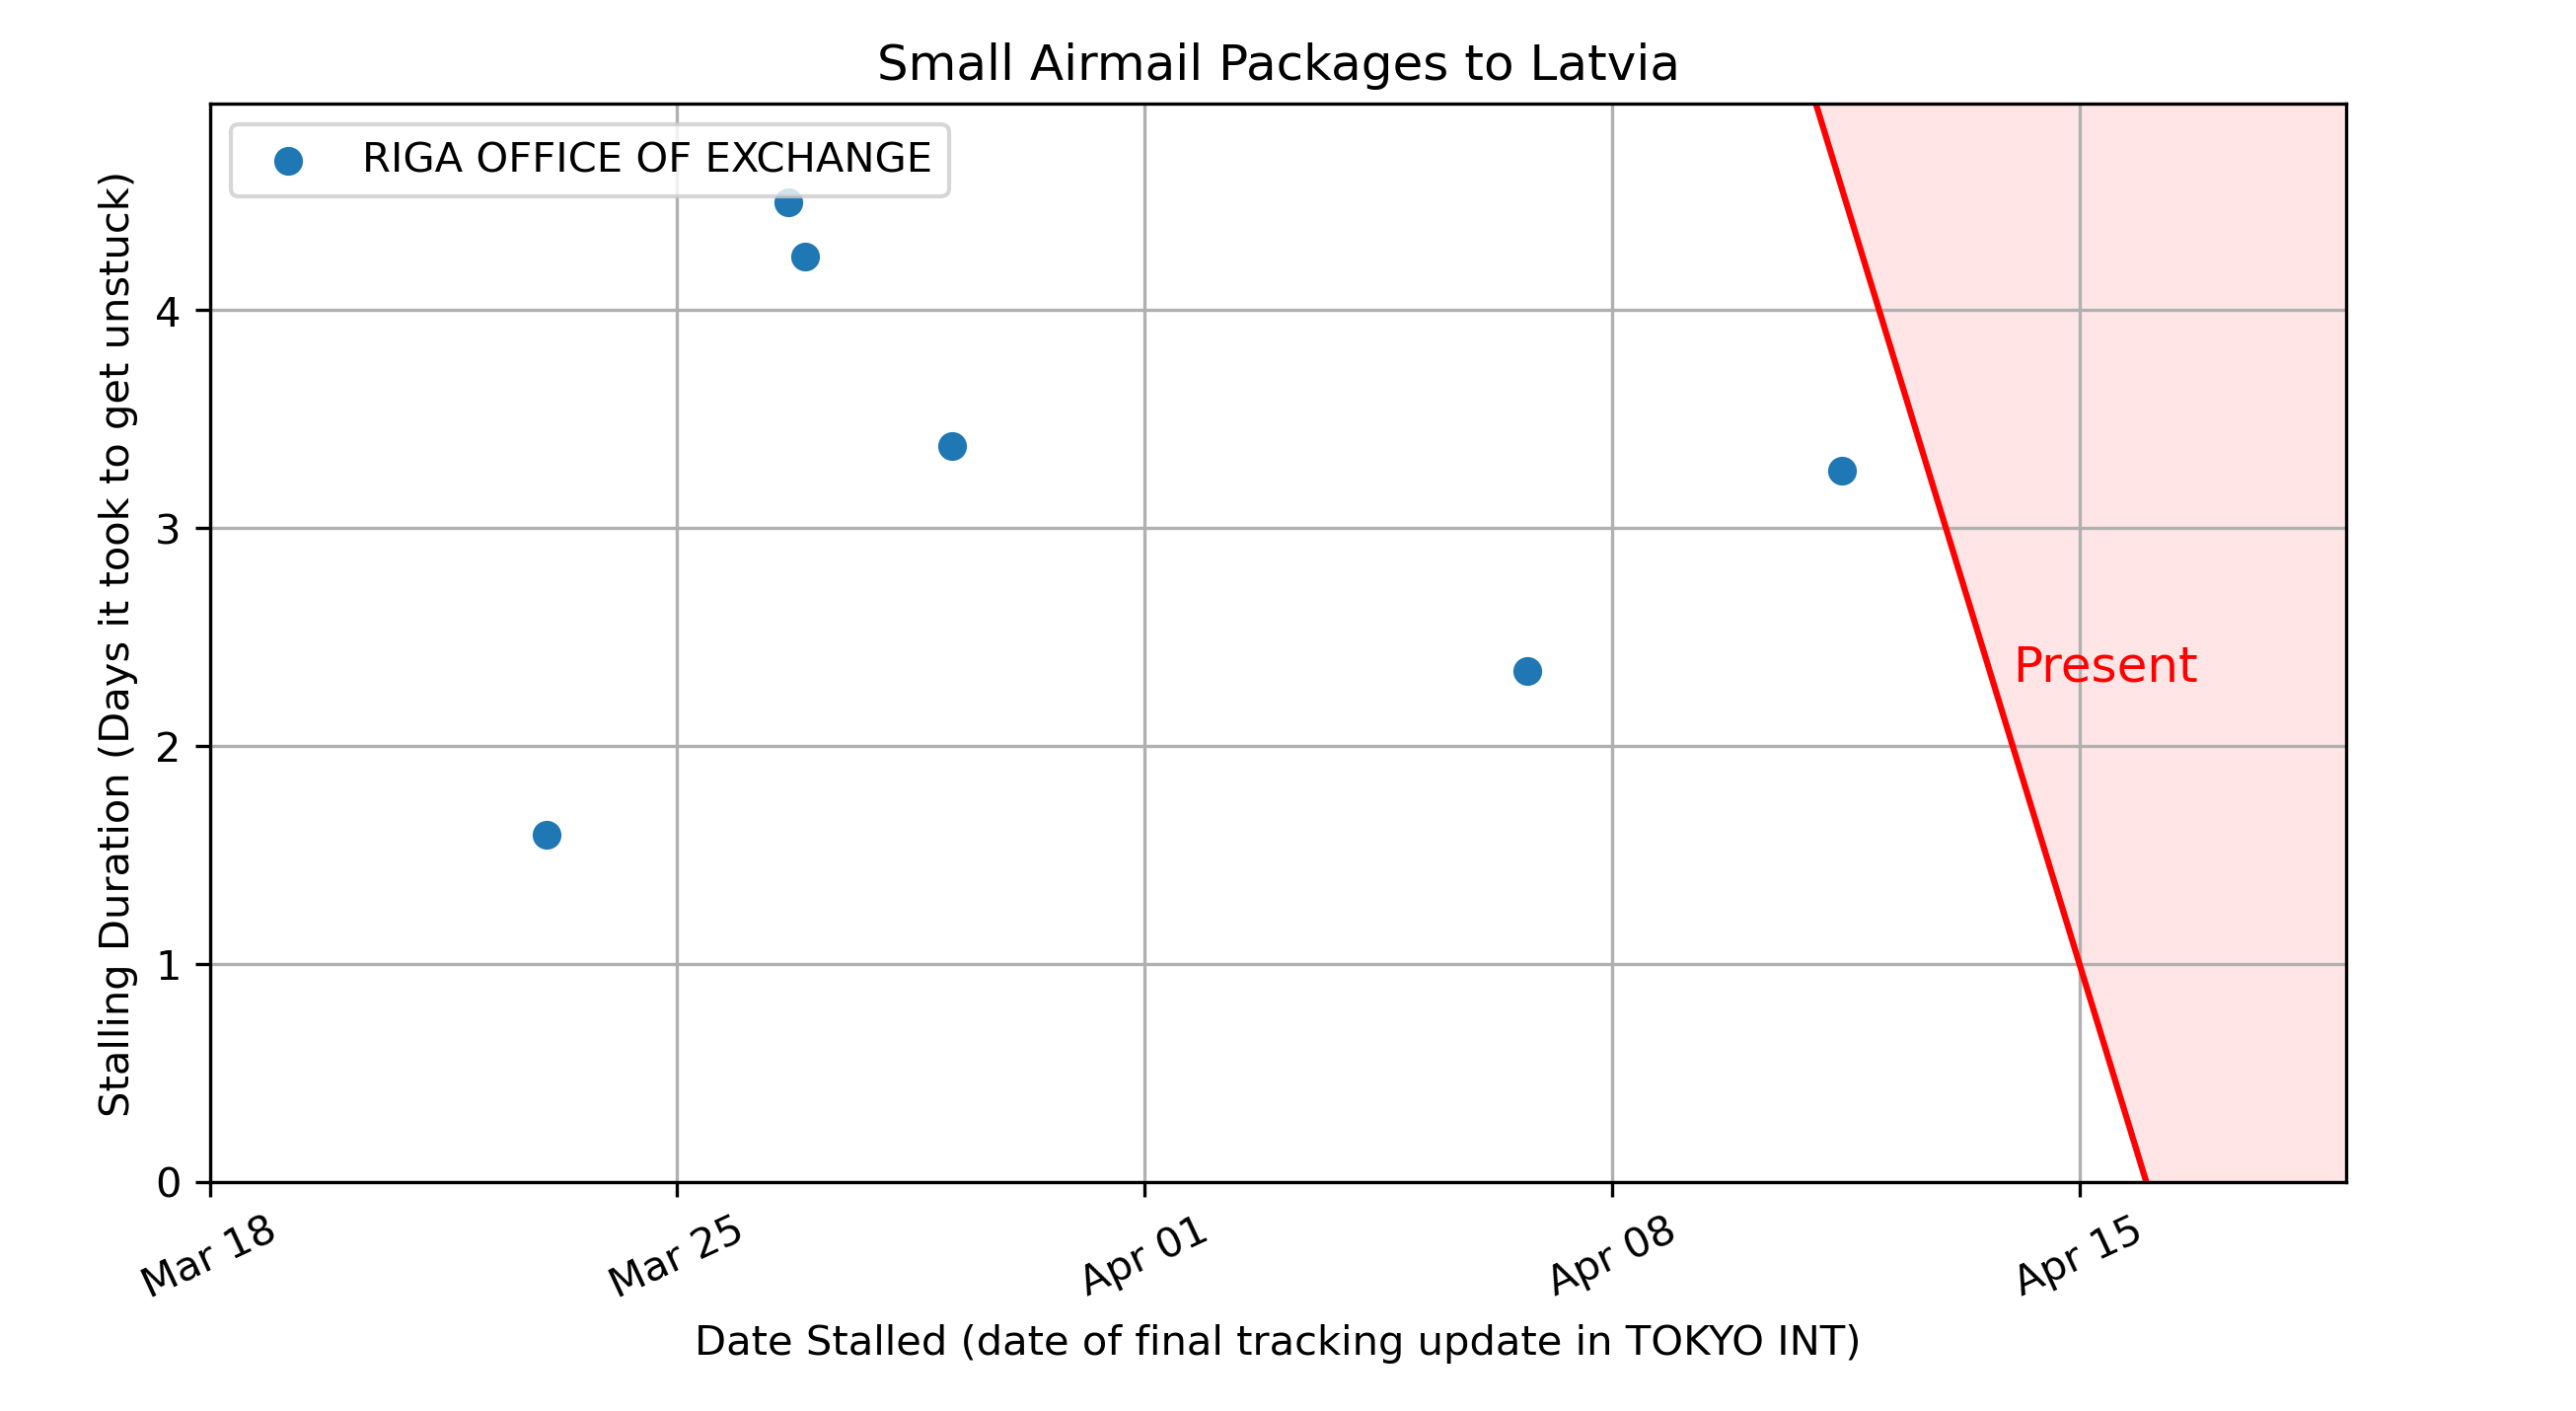 Small Airmail Packages to Latvia
RIGA OFFICE OF EXCHANGE
Stalling Duration (Days it took to get unstuck)
4
3
2
1
0
Present
Mar 18
Mar 25
Apr 01
Apr 08
Apr 15
Date Stalled (date of final tracking update in TOKYO INT)